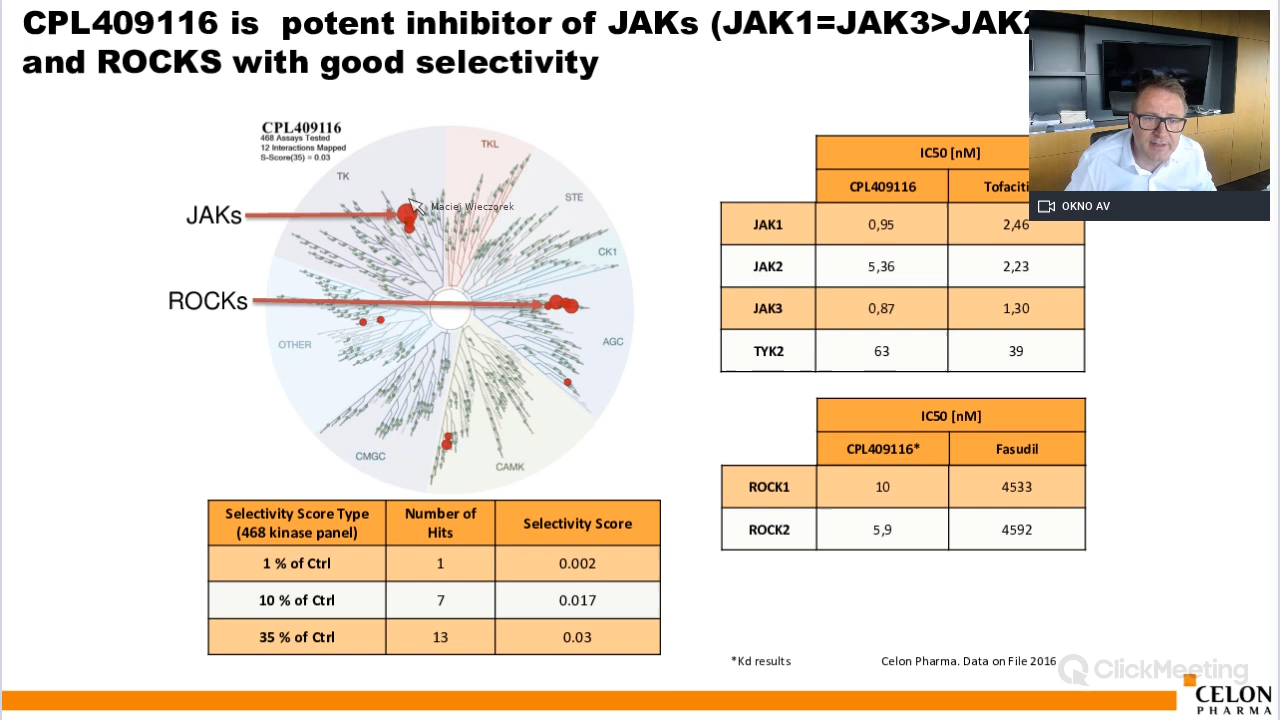 CPL409116 is potent inhibitor of JAKs (JAK1=JAK3>JAK2
and ROCKS with good selectivity
CPL409116
468 Assays Tested
12 Interactions Mapped
S-Score(35) = 0.03
TK
TKL
STE
CK1
AGC
CAMK
CMGC
OTHER
JAKs
ROCKs
Maciej Wieczorek
OKNO AV
IC50 [nM]
CPL409116 Tofaciti
JAK1 0,95 2,46
JAK2 5,36 2,23
JAK3 0,87 1,30
TYK2 63 39
IC50 [nM]
CPL409116* Fasudil
ROCK1 10 4533
ROCK2 5,9 4592
Selectivity Score Type
(468 kinase panel)
Number of
Hits
Selectivity Score
1 % of Ctrl 1 0.002
10 % of Ctrl 7 0.017
35 % of Ctrl 13 0.03
*Kd results
Celon Pharma. Data on File 2016
ClickMeeting
CELON
PHARMA